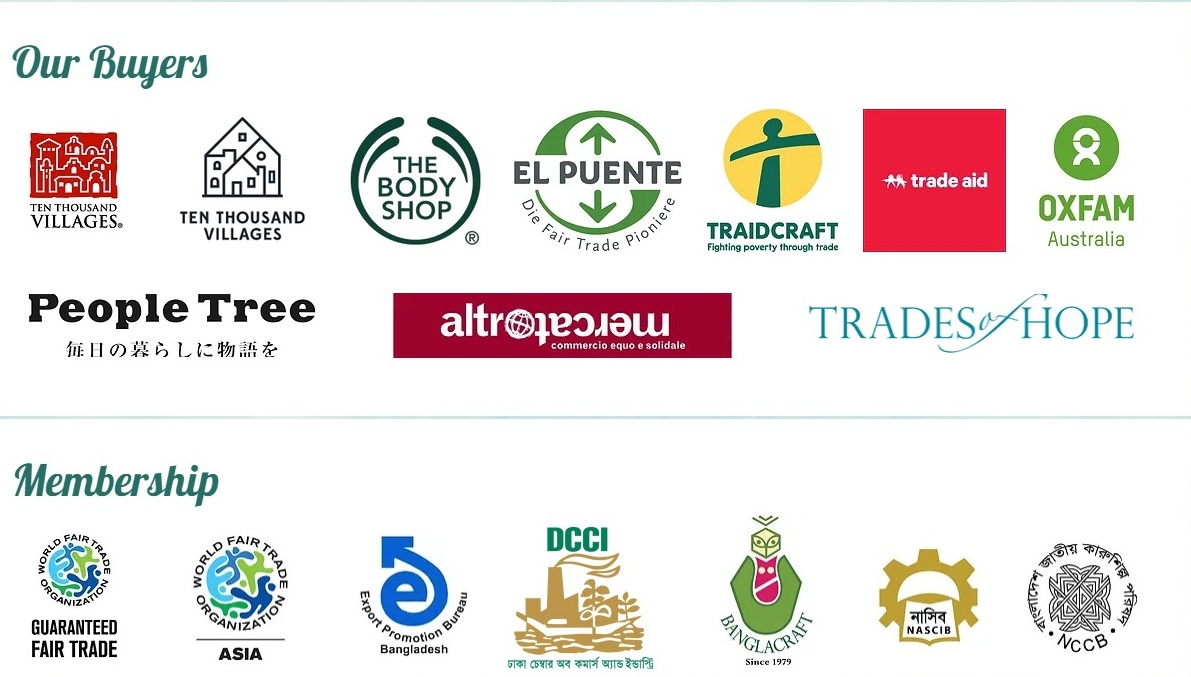 Our Buyers
TEN THOUSAND
VILLAGES®
TEN THOUSAND
VILLAGES
THE
BODY
SHOP
®
EL PUENTE
Die Fair Trade Pioniere
TRAIDCRAFT
Fighting poverty through trade
trade aid
OXFAM
Australia
People Tree
毎日の暮らしに物語を
altromercato
commercio equo e solidale
TRADES of HOPE
Membership
WORLD FAIR TRADE
ORGANIZATION
GUARANTEED
FAIR TRADE
WORLD FAIR TRADE
ORGANIZATION
ASIA
e
Export Promotion Bureau
Bangladesh
DCCI
ঢাকা চেম্বার অব কমার্স অ্যান্ড ইন্ডাস্ট্রি
BANGLACRAFT
Since 1979
নাসিব
NASCIB
বাংলাদেশ জাতীয় কারুশিল্প পরিষদ
• NCCB •